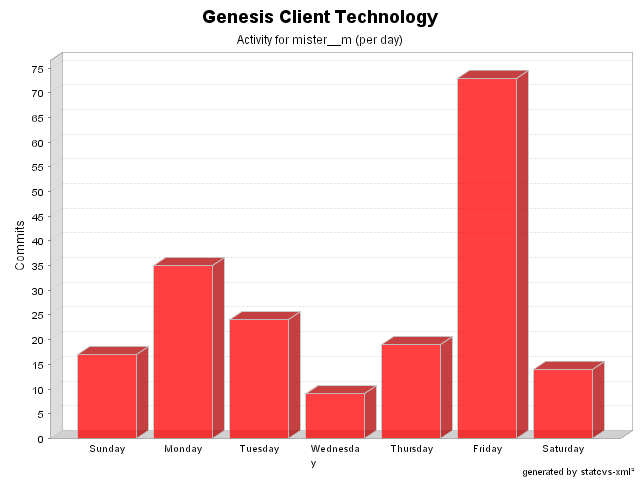 Genesis Client Technology
Activity for mister__m (per day)
75
70
65
60
55
50
45
40
35
30
25
20
15
10
5
0
Commits
Sunday Monday Tuesday Wednesda Thursday Friday Saturday
y
generated by statcvs-xml²